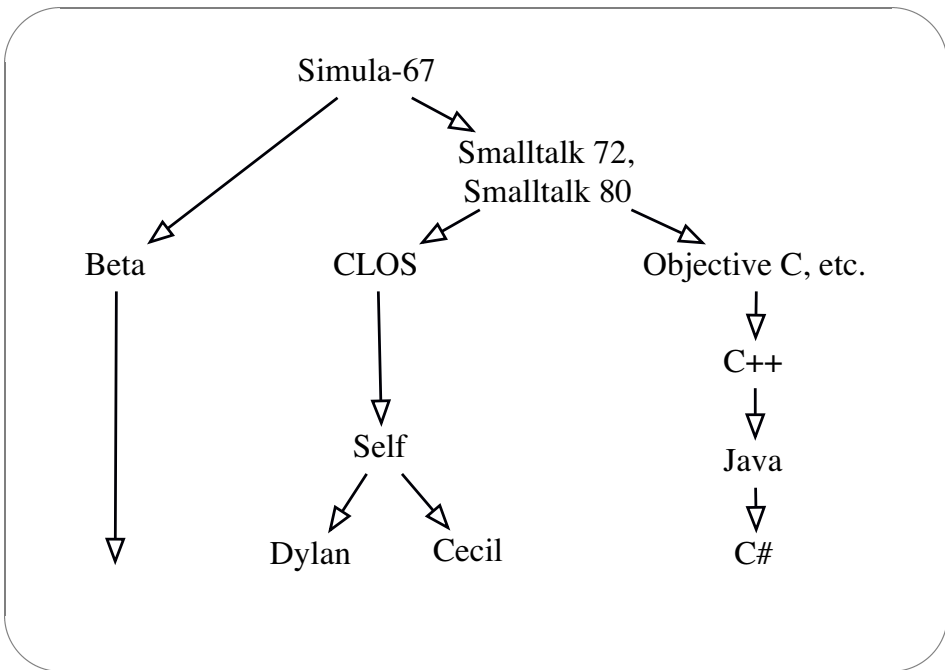 Simula-67
Smalltalk 72,
Smalltalk 80
Beta
CLOS
Objective C, etc.
C++
Self
Java
Dylan
Cecil
C#